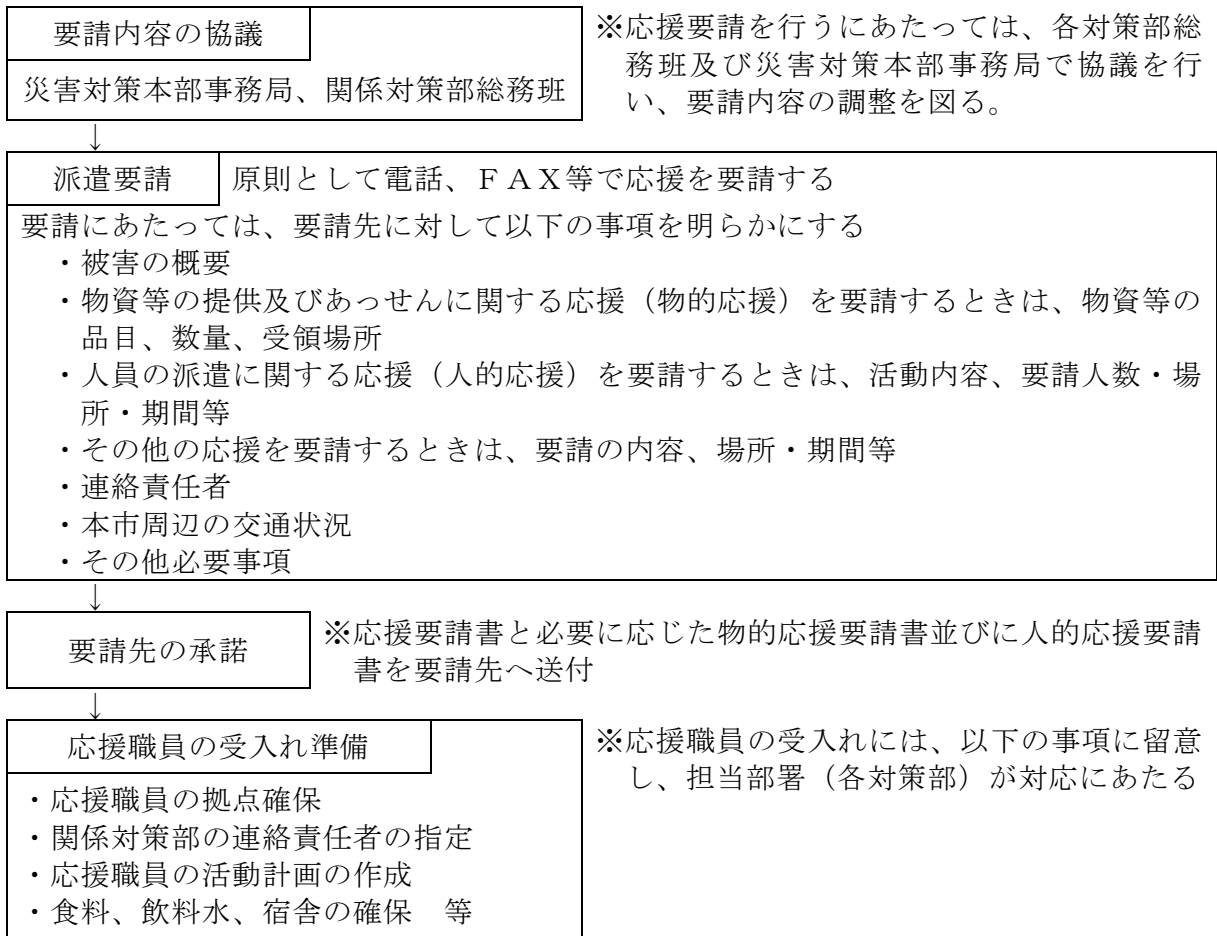 要請内容の協議
災害対策本部事務局、関係対策部総務班
※応援要請を行うにあたっては、各対策部総
務班及び災害対策本部事務局で協議を行
い、要請内容の調整を図る。
↓
派遣要請
原則として電話、ＦＡＸ等で応援を要請する
要請にあたっては、要請先に対して以下の事項を明らかにする
・被害の概要
・物資等の提供及びあっせんに関する応援（物的応援）を要請するときは、物資等の
品目、数量、受領場所
・人員の派遣に関する応援（人的応援）を要請するときは、活動内容、要請人数・場
所・期間等
・その他の応援を要請するときは、要請の内容、場所・期間等
・連絡責任者
・本市周辺の交通状況
・その他必要事項
↓
要請先の承諾
※応援要請書と必要に応じた物的応援要請書並びに人的応援要請
書を要請先へ送付
↓
応援職員の受入れ準備
・応援職員の拠点確保
・関係対策部の連絡責任者の指定
・応援職員の活動計画の作成
・食料、飲料水、宿舎の確保　等
※応援職員の受入れには、以下の事項に留意
し、担当部署（各対策部）が対応にあたる